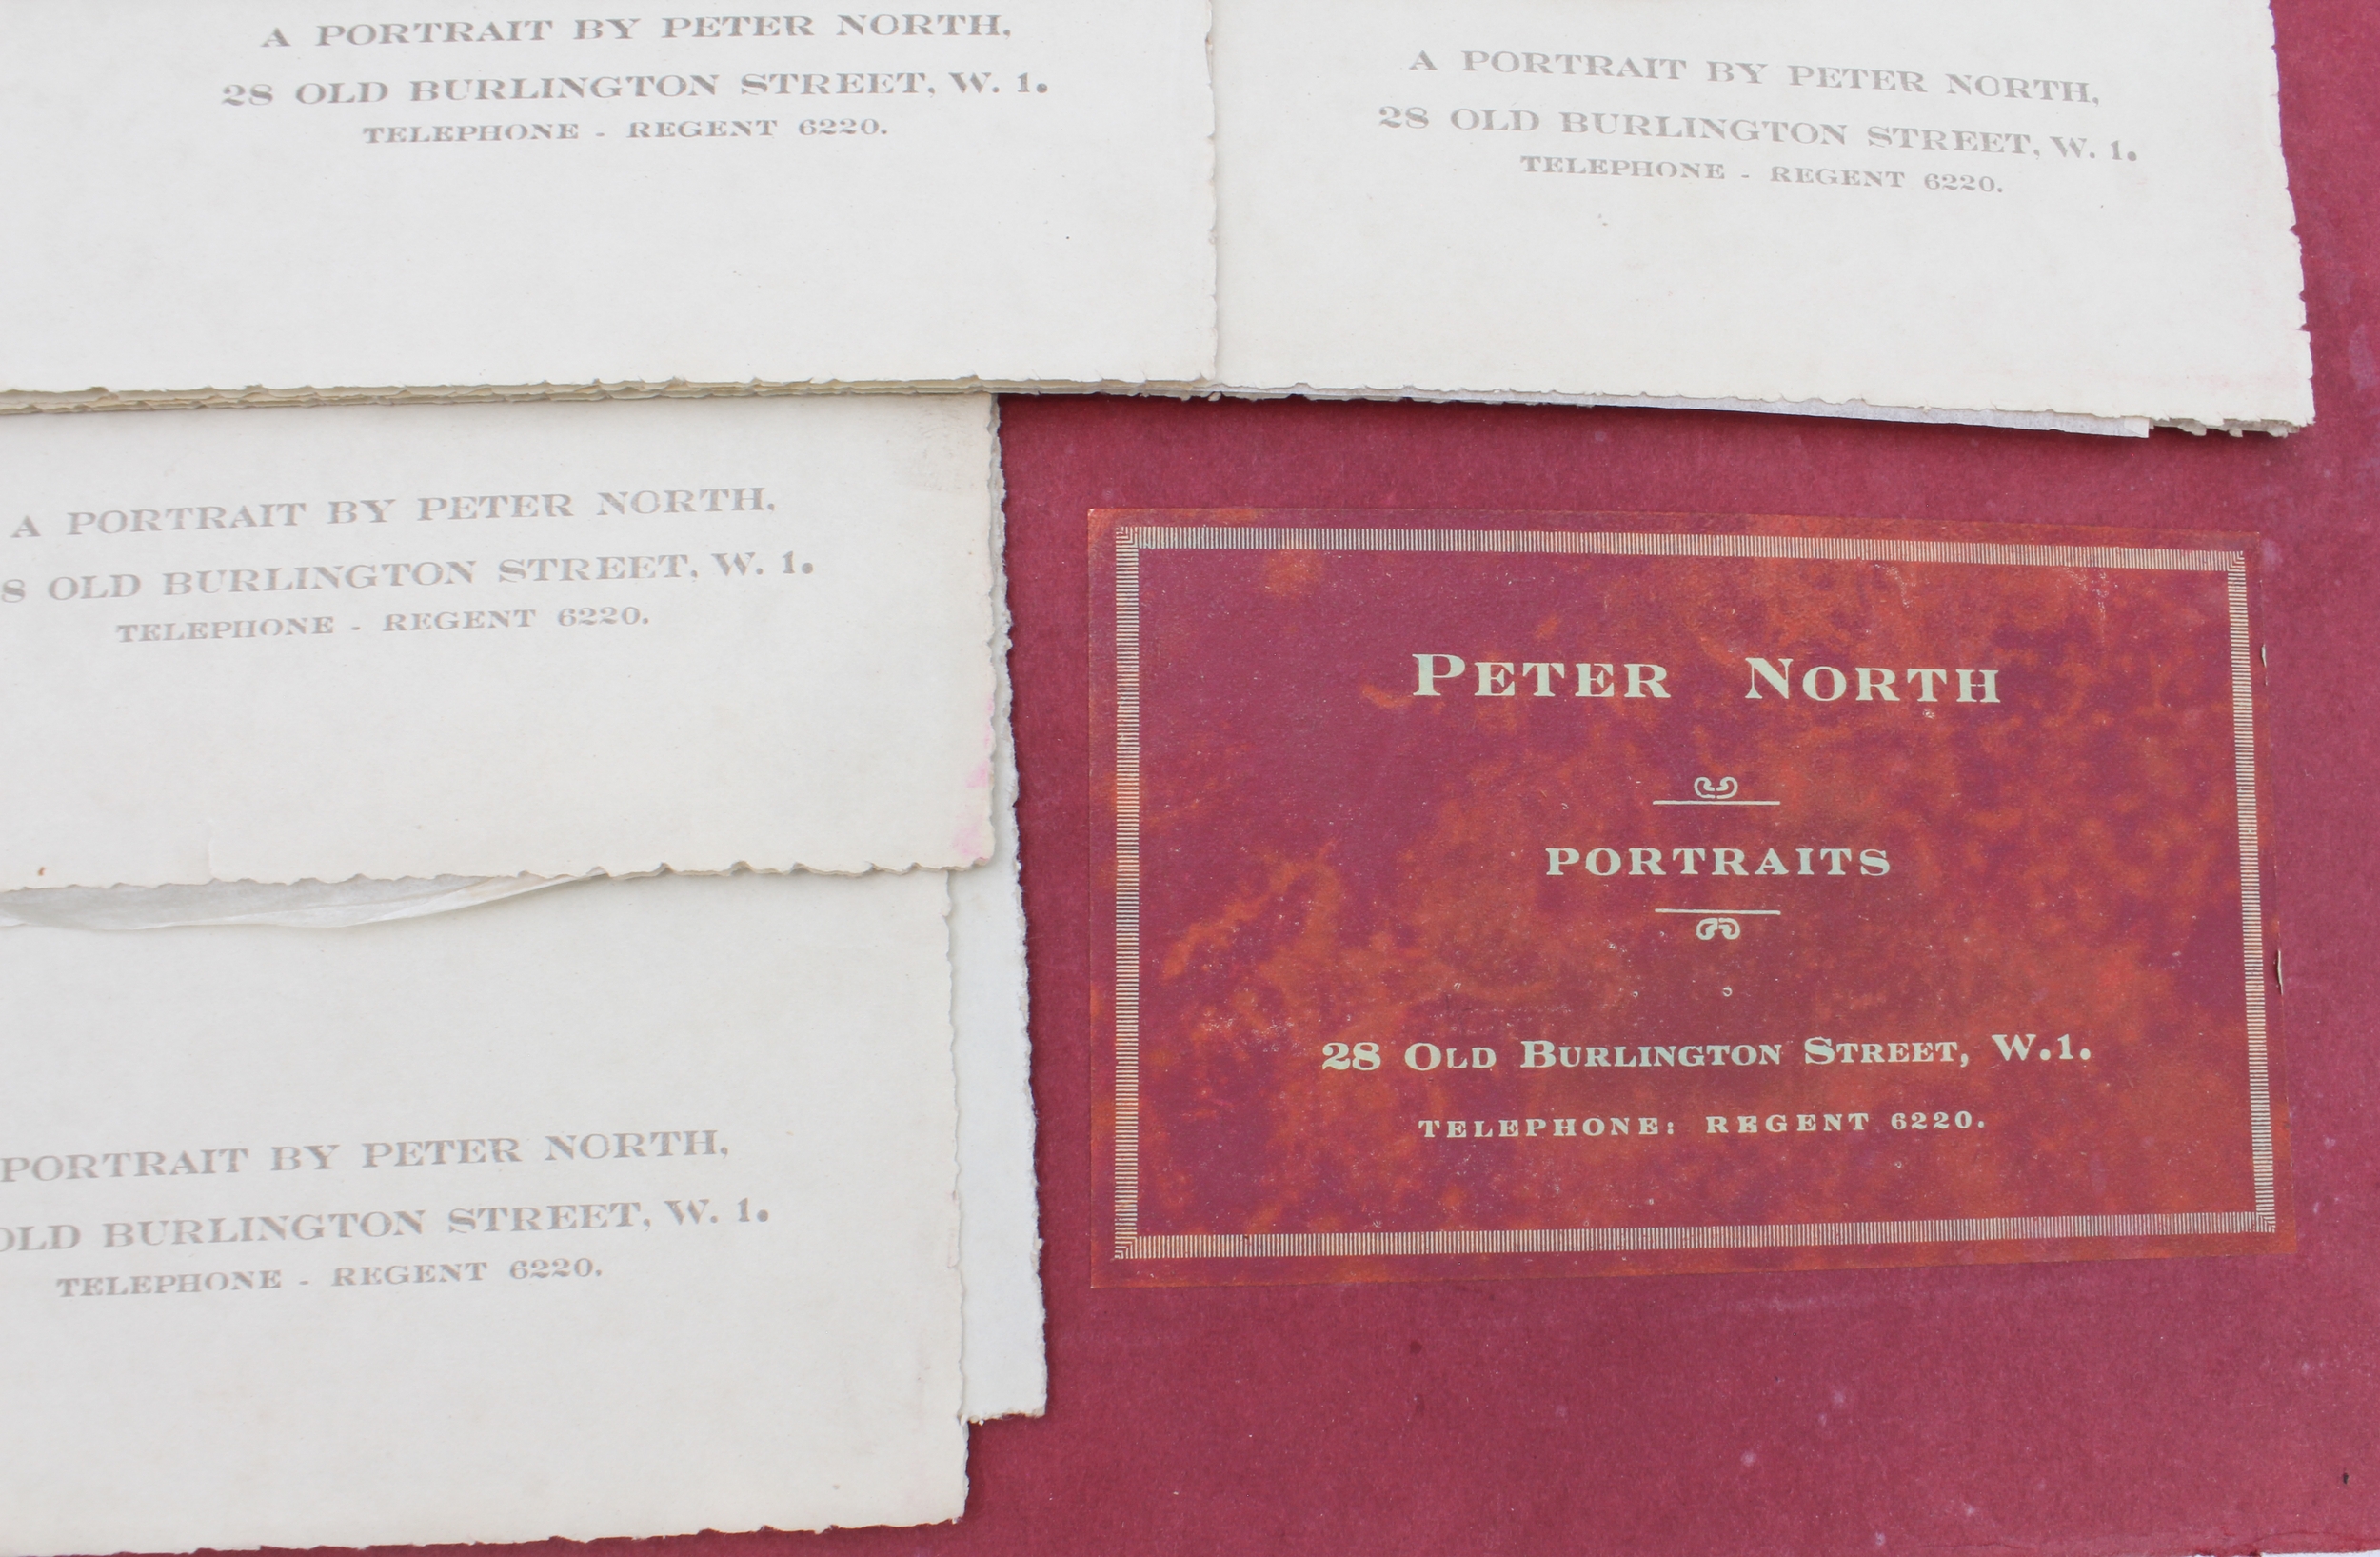 A PORTRAIT BY PETER NORTH,
28 OLD BURLINGTON STREET, W. 1.
TELEPHONE - REGENT 6220.
A PORTRAIT BY PETER NORTH,
28 OLD BURLINGTON STREET, W. 1.
TELEPHONE - REGENT 6220.
A PORTRAIT BY PETER NORTH,
8 OLD BURLINGTON STREET, W. 1.
TELEPHONE - REGENT 6220.
PORTRAIT BY PETER NORTH,
OLD BURLINGTON STREET, W. 1.
TELEPHONE - REGENT 6220.
PETER NORTH
PORTRAITS
28 OLD BURLINGTON STREET, W.1.
TELEPHONE: REGENT 6220.